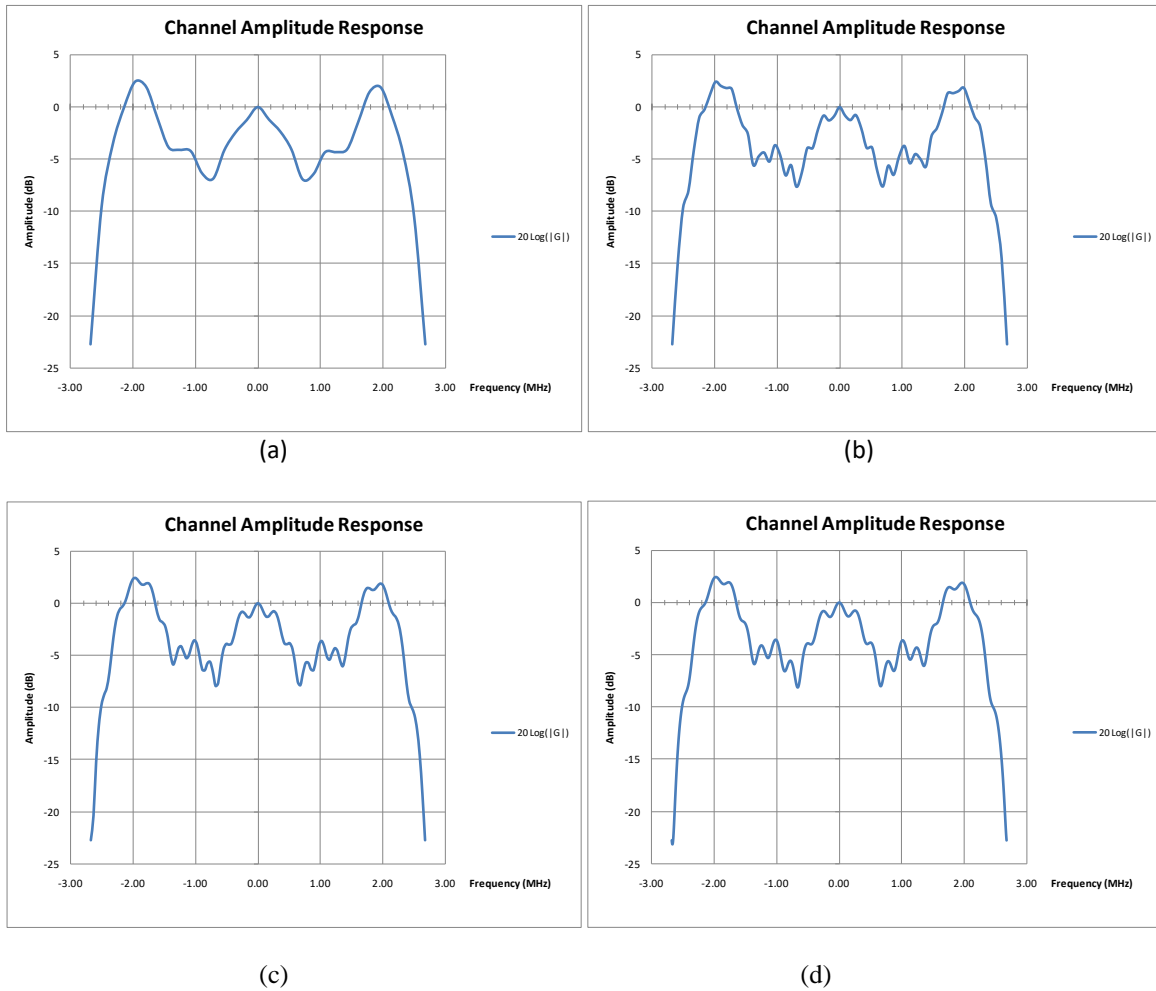 Channel Amplitude Response
5
0
-5
-10
-15
-20
-25
-3.00 -2.00 -1.00 0.00 1.00 2.00 3.00
Amplitude (dB)
Frequency (MHz)
20 Log(|G|)
(a)
Channel Amplitude Response
5
0
-5
-10
-15
-20
-25
-3.00 -2.00 -1.00 0.00 1.00 2.00 3.00
Amplitude (dB)
Frequency (MHz)
20 Log(|G|)
(b)
Channel Amplitude Response
5
0
-5
-10
-15
-20
-25
-3.00 -2.00 -1.00 0.00 1.00 2.00 3.00
Amplitude (dB)
Frequency (MHz)
20 Log(|G|)
(c)
Channel Amplitude Response
5
0
-5
-10
-15
-20
-25
-3.00 -2.00 -1.00 0.00 1.00 2.00 3.00
Amplitude (dB)
Frequency (MHz)
20 Log(|G|)
(d)